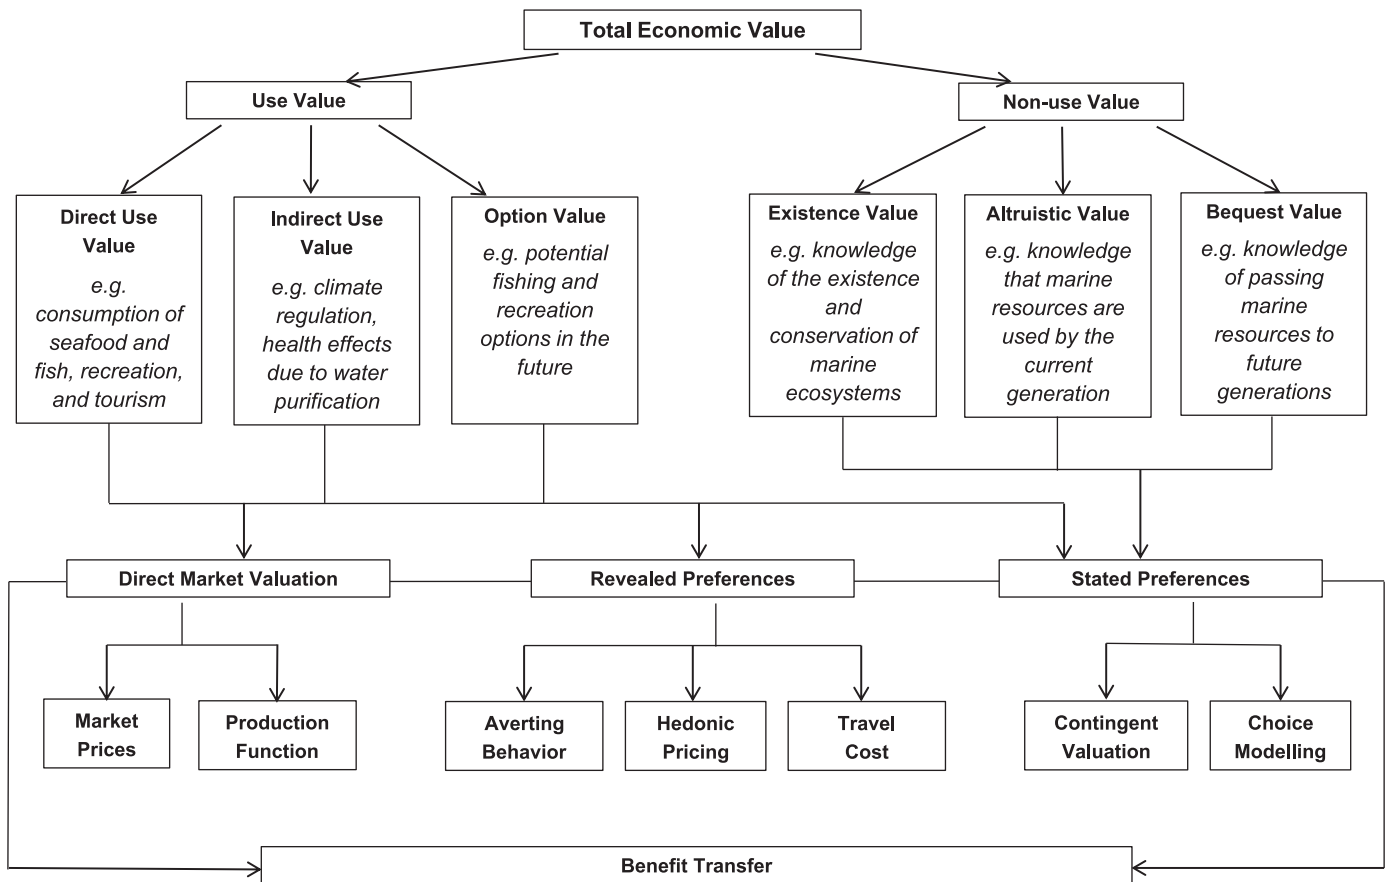 Total Economic Value
Use Value
Non-use Value
Direct Use
Value
e.g.
consumption of
seafood and
fish, recreation,
and tourism
Indirect Use
Value
e.g. climate
regulation,
health effects
due to water
purification
Option Value
e.g. potential
fishing and
recreation
options in the
future
Existence Value
e.g. knowledge
of the existence
and
conservation of
marine
ecosystems
Altruistic Value
e.g. knowledge
that marine
resources are
used by the
current
generation
Bequest Value
e.g. knowledge
of passing
marine
resources to
future
generations
Direct Market Valuation
Revealed Preferences
Stated Preferences
Market
Prices
Production
Function
Averting
Behavior
Hedonic
Pricing
Travel
Cost
Contingent
Valuation
Choice
Modelling
Benefit Transfer